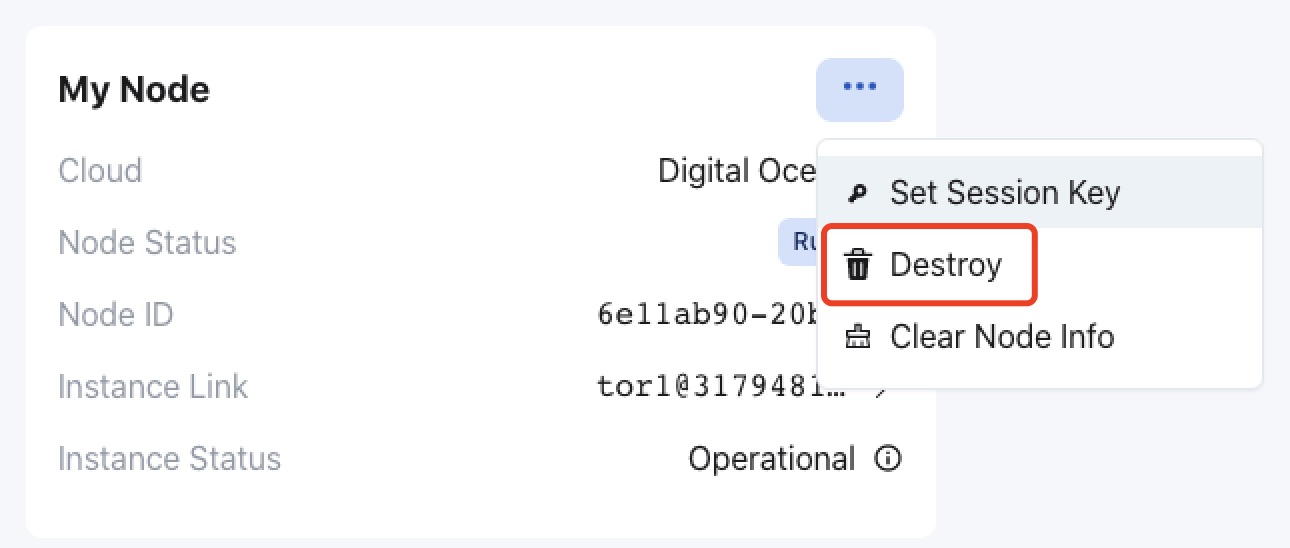 My Node
Cloud
Digital Oce
Node Status
Ru
Node ID
6e11ab90-20b
Instance Link
tor1@3179481…
Instance Status
Operational
Set Session Key
Destroy
Clear Node Info